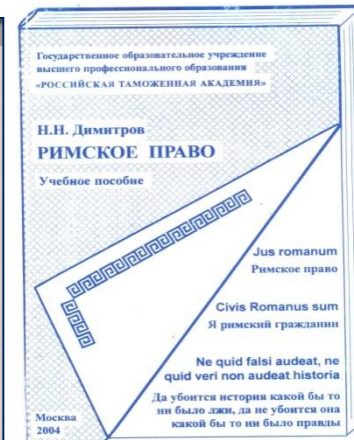 Государственное образовательное учреждение
высшего профессионального образования
«РОССИЙСКАЯ ТАМОЖЕННАЯ АКАДЕМИЯ»
Н.Н. Димитров
РИМСКОЕ ПРАВО
Учебное пособие
Jus romanum
Римское право
Civis Romanus sum
Я римский гражданин
Ne quid falsi audeat, ne
quid veri non audeat historia
Да убоится история какой бы то
ни было лжи, да не убоится она
какой бы то ни было правды
Москва
2004